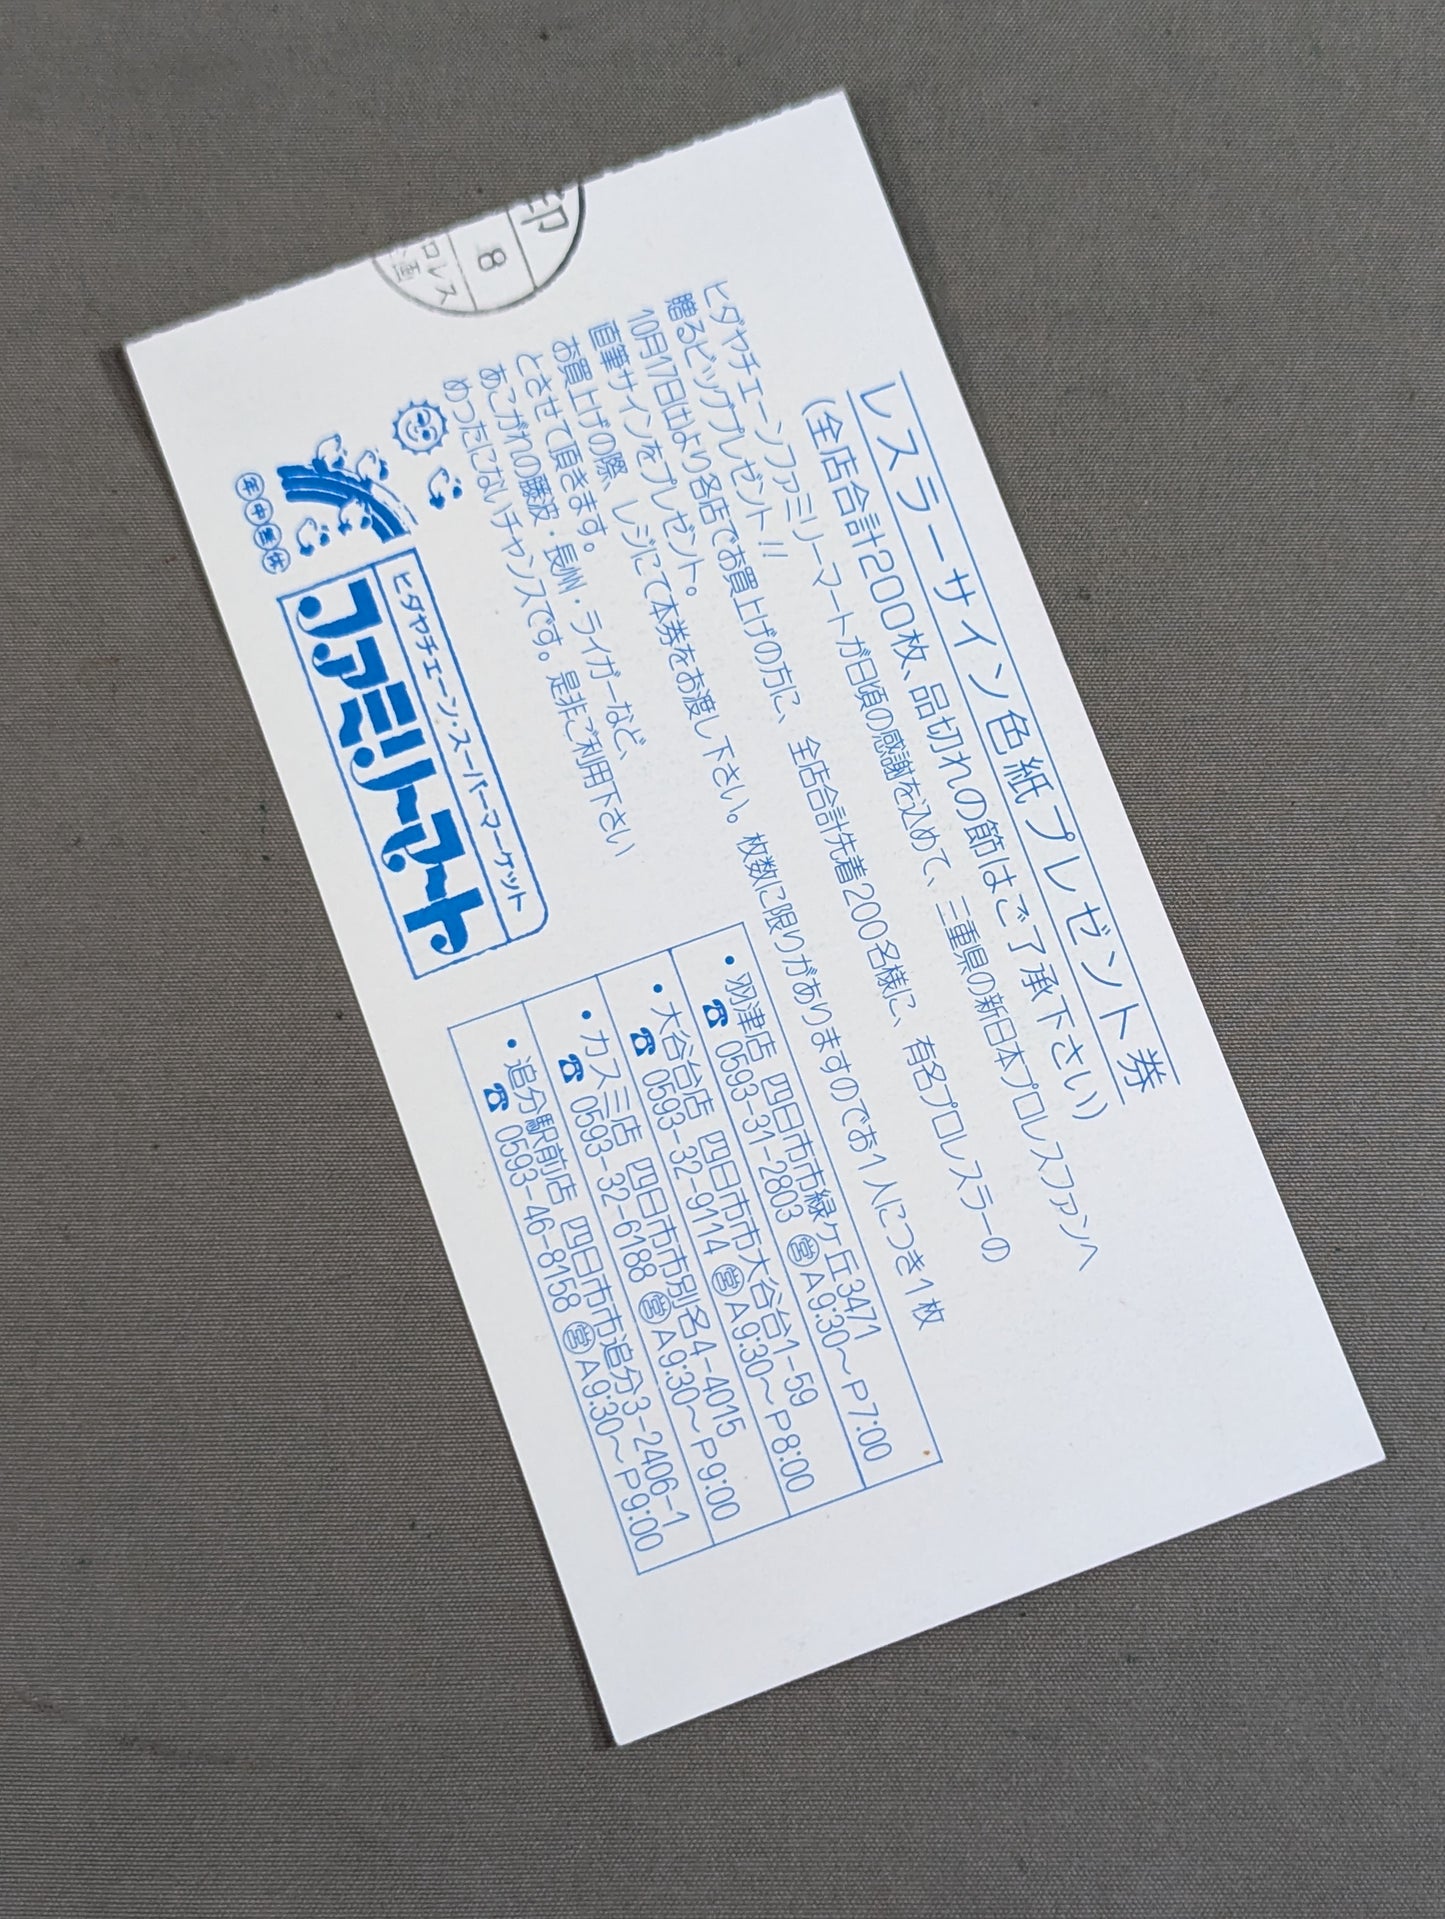 レスラーサイン色紙プレゼント券
(全店合計200枚、品切れの節はご了承下さい)
ヒダヤチェーンファミリーマートが日頃の感謝を込めて、三重県の新日本プロレスファンへ
贈るビッグプレゼント!!
10月17日㈯より各店でお買上げの方に、全店合計先着200名様に、有名プロレスラーの
直筆サインをプレゼント。
お買上げの際、レジにて本券をお渡し下さい。枚数に限りがありますのでお1人につき1枚
とさせて頂きます。
あこがれの藤波・長州・ライガーなど、
めったにないチャンスです。是非ご利用下さい
年中無休
ヒダヤチェーン・スーパーマーケット
ファミリーマート
・羽津店 四日市市緑ケ丘3471
☎ 0593-31-2803 ㊡A9:30〜P7:00
・大谷台店 四日市市大谷台1-59
☎ 0593-32-9114 営A9:30〜P8:00
・カスミ店 四日市市別名4-4015
☎ 0593-32-6188 営A9:30〜P9:00
・追分駅前店 四日市市追分3-2406-1
☎ 0593-46-8158 営A9:30〜P9:00
印
8
ロレス
画